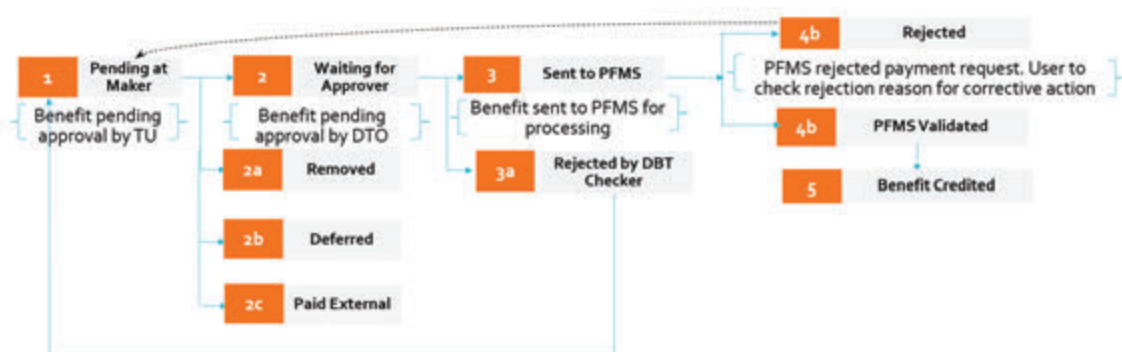 1
Pending at
Maker
Benefit pending
approval by TU
2
Waiting for
Approver
Benefit pending
approval by DTO
2a
Removed
2b
Deferred
2c
Paid External
3
Sent to PFMS
Benefit sent to PFMS for
processing
3a
Rejected by DBT
Checker
4b
Rejected
PFMS rejected payment request. User to
check rejection reason for corrective action
4b
PFMS Validated
5
Benefit Credited